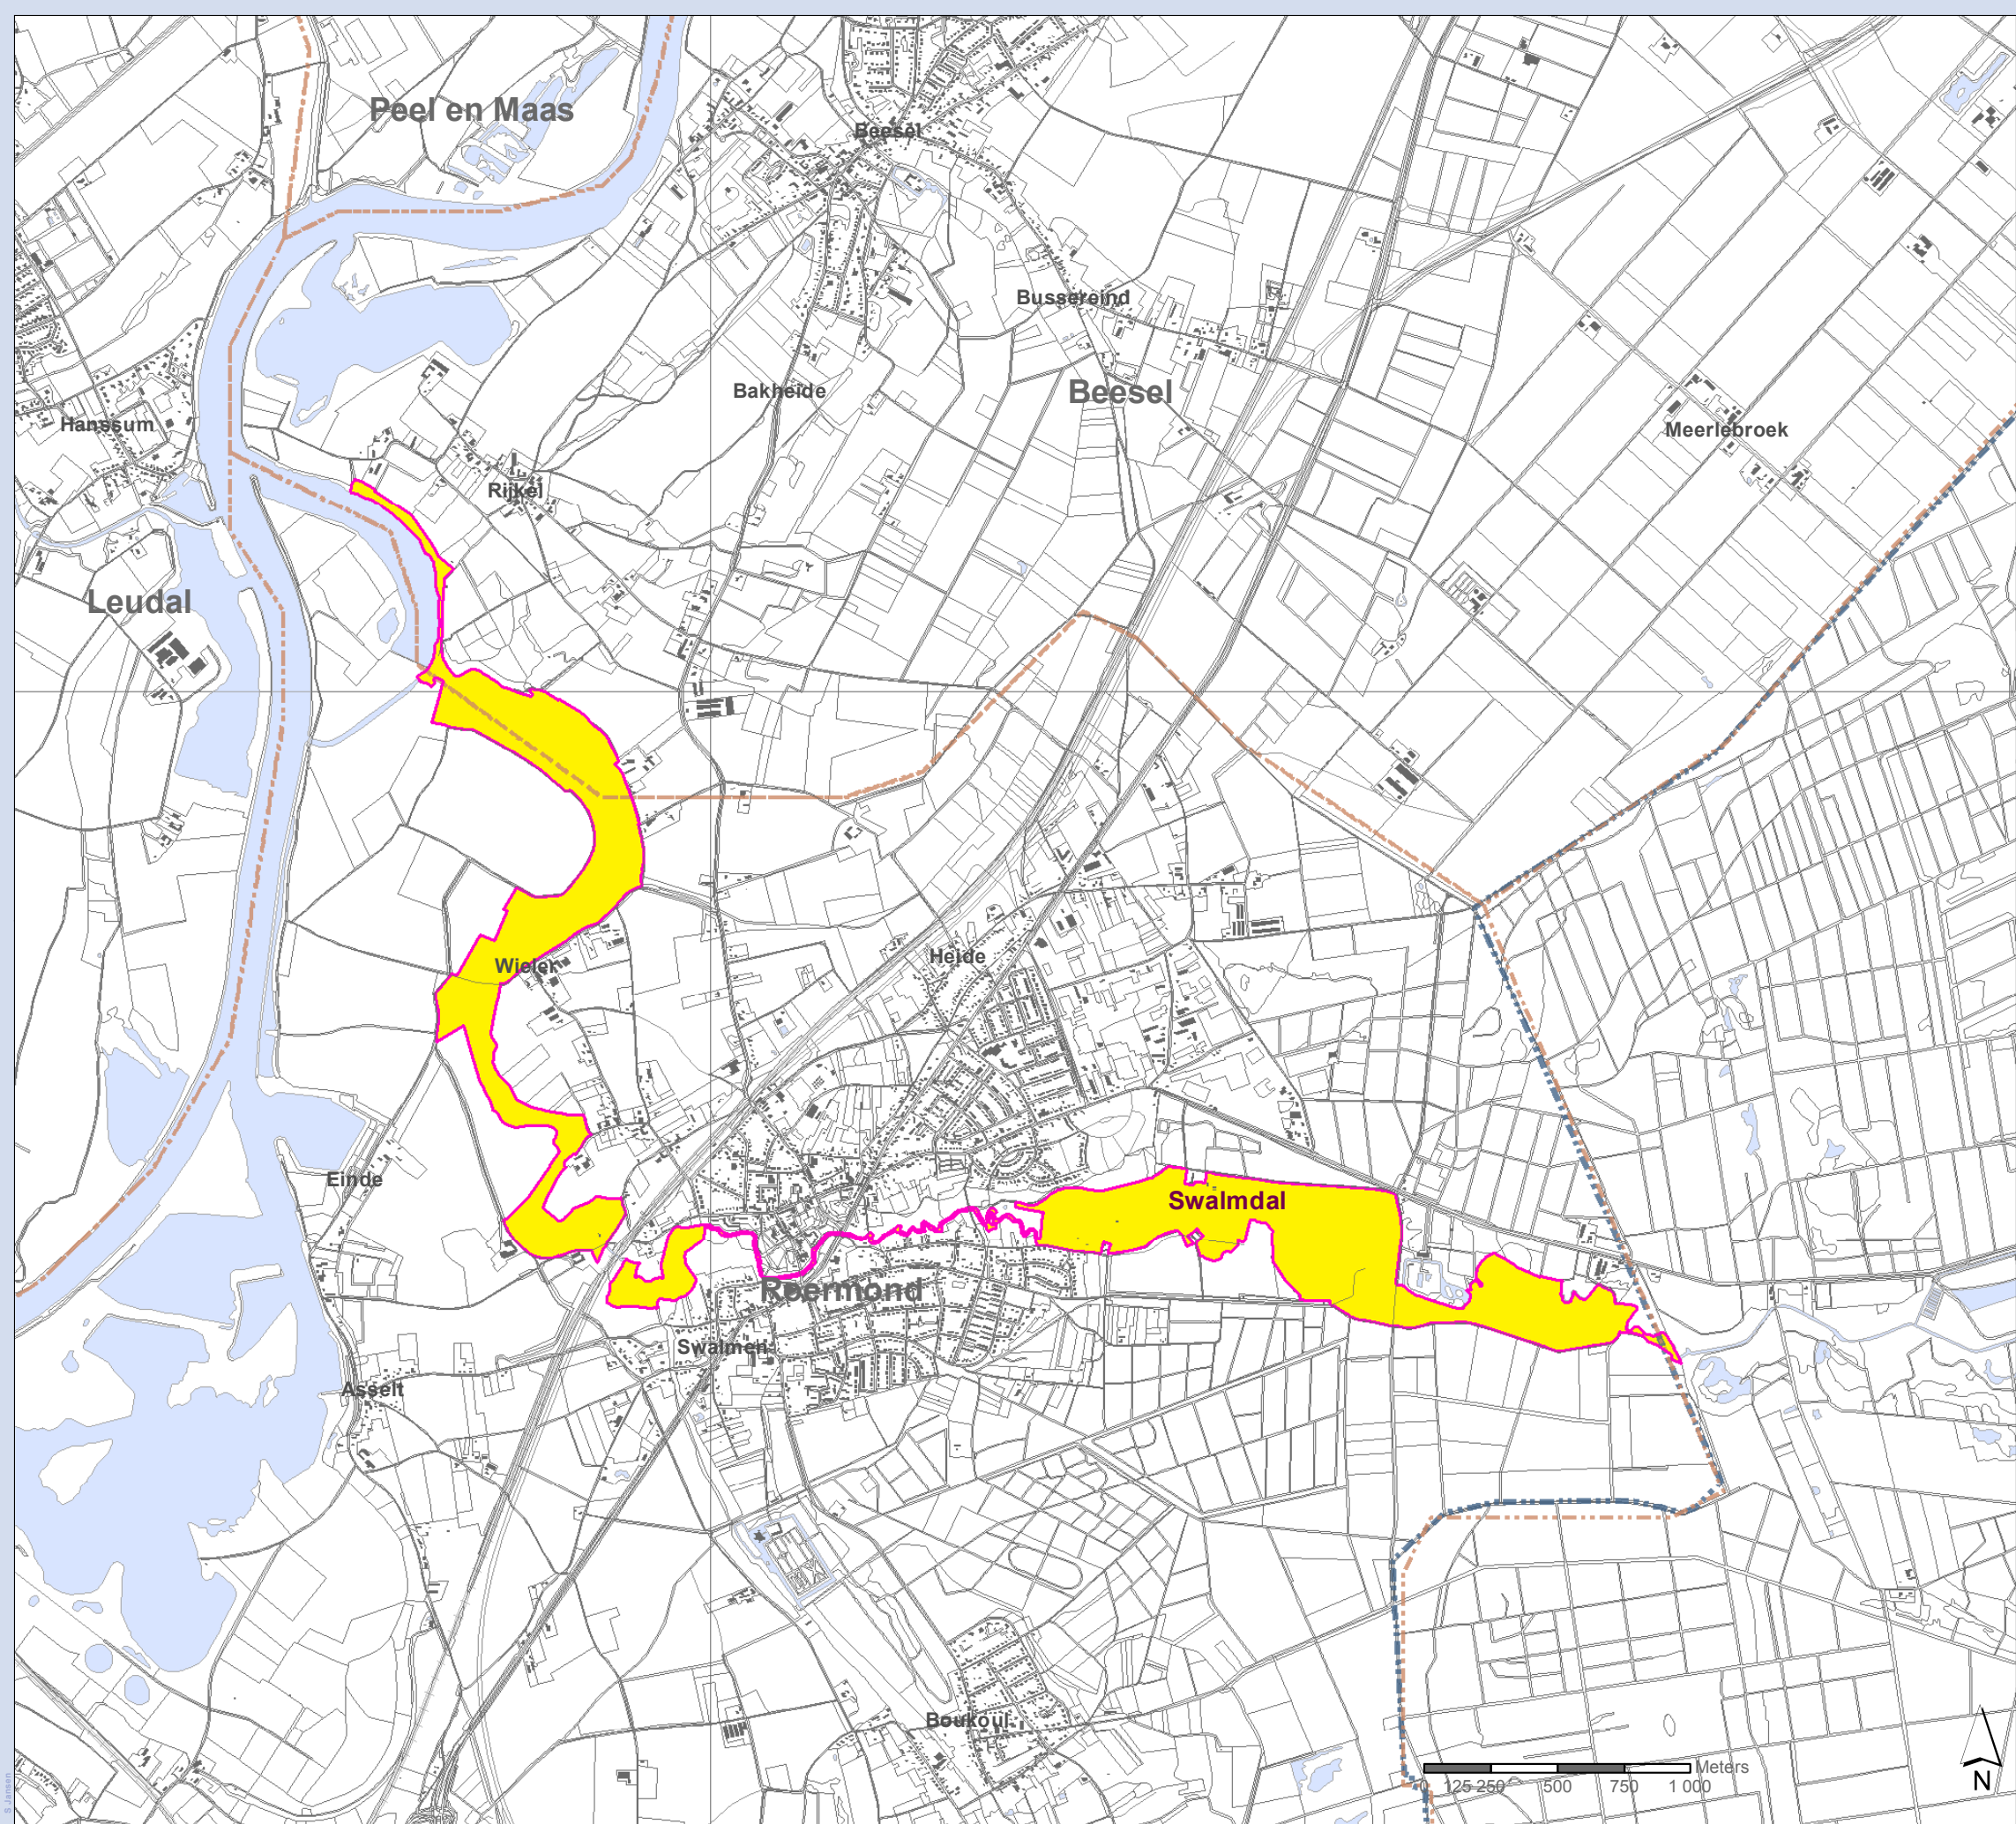 Peel en Maas
Beesel
Bussereind
Bakheide
Beesel
Hanssum
Meerlebroek
Rijkel
Leudal
Heide
Wieler
Einde
Swalmdal
Roermond
Swalmen
Asselt
Boukoul
Meters
0 125 250 500 750 1 000
N
S Jansen